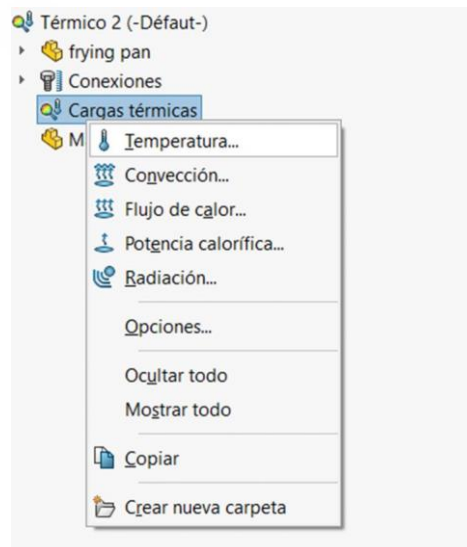 Térmico 2 (-Défaut-)
frying pan
Conexiones
Cargas térmicas
M
Temperatura...
Convección...
Flujo de calor...
Potencia calorífica...
Radiación...
Opciones...
Ocultar todo
Mostrar todo
Copiar
Crear nueva carpeta